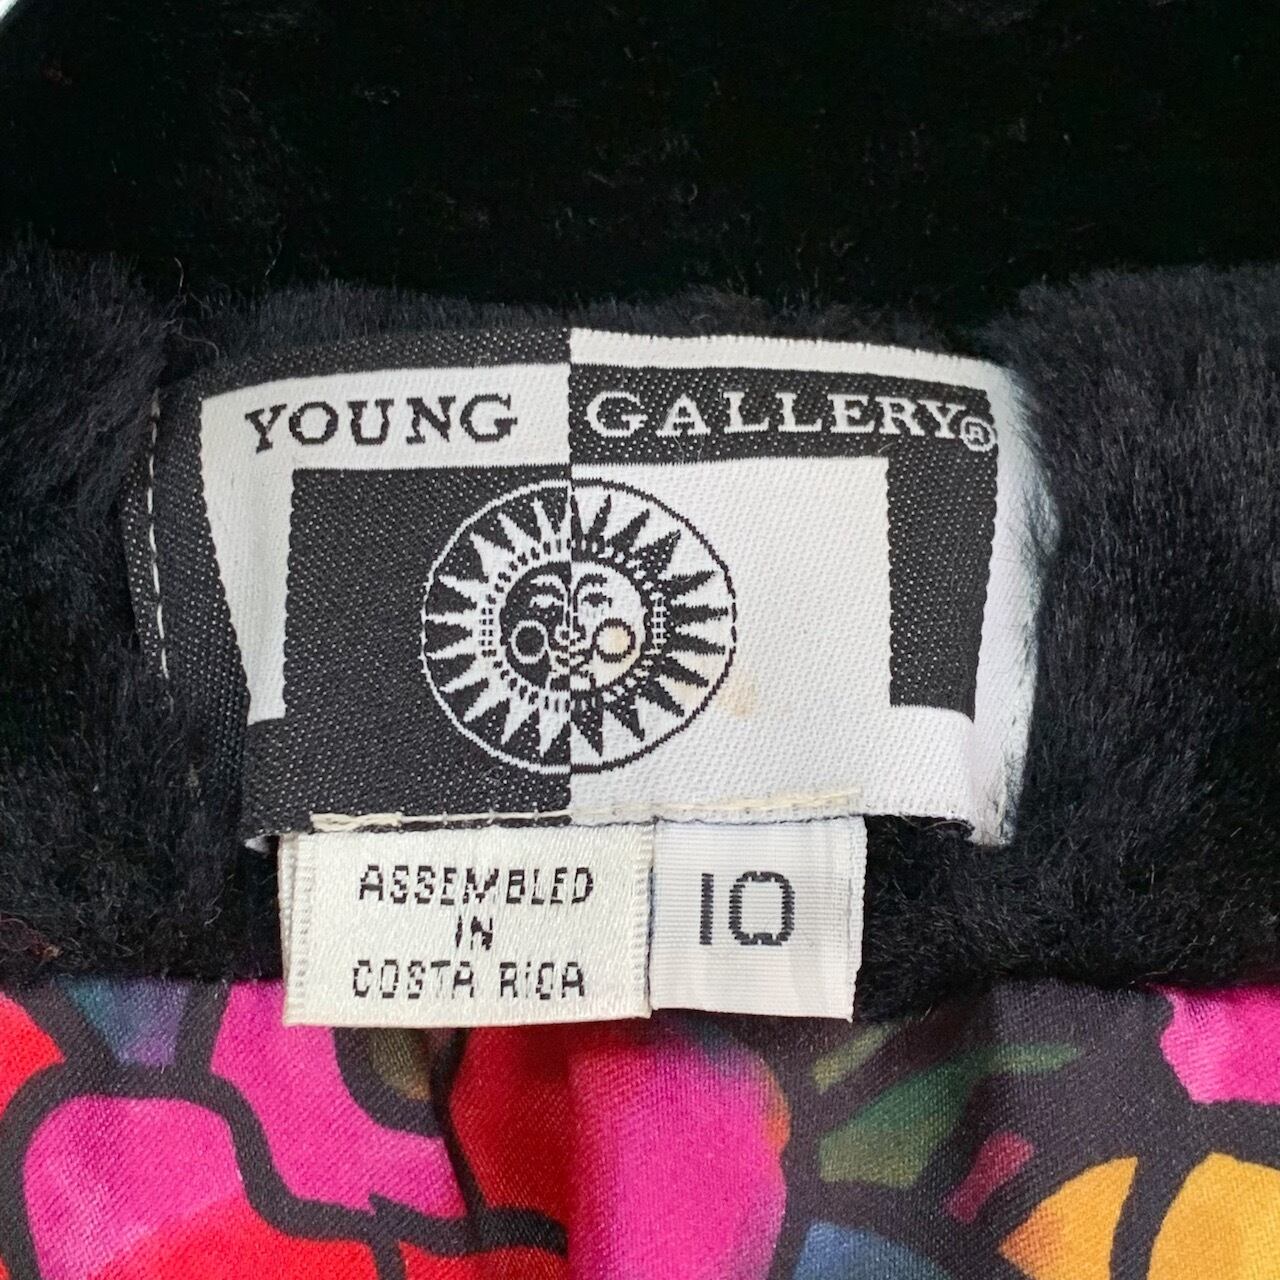 YOUNG GALLERY®
ASSEMBLED
IN
COSTA RICA
10